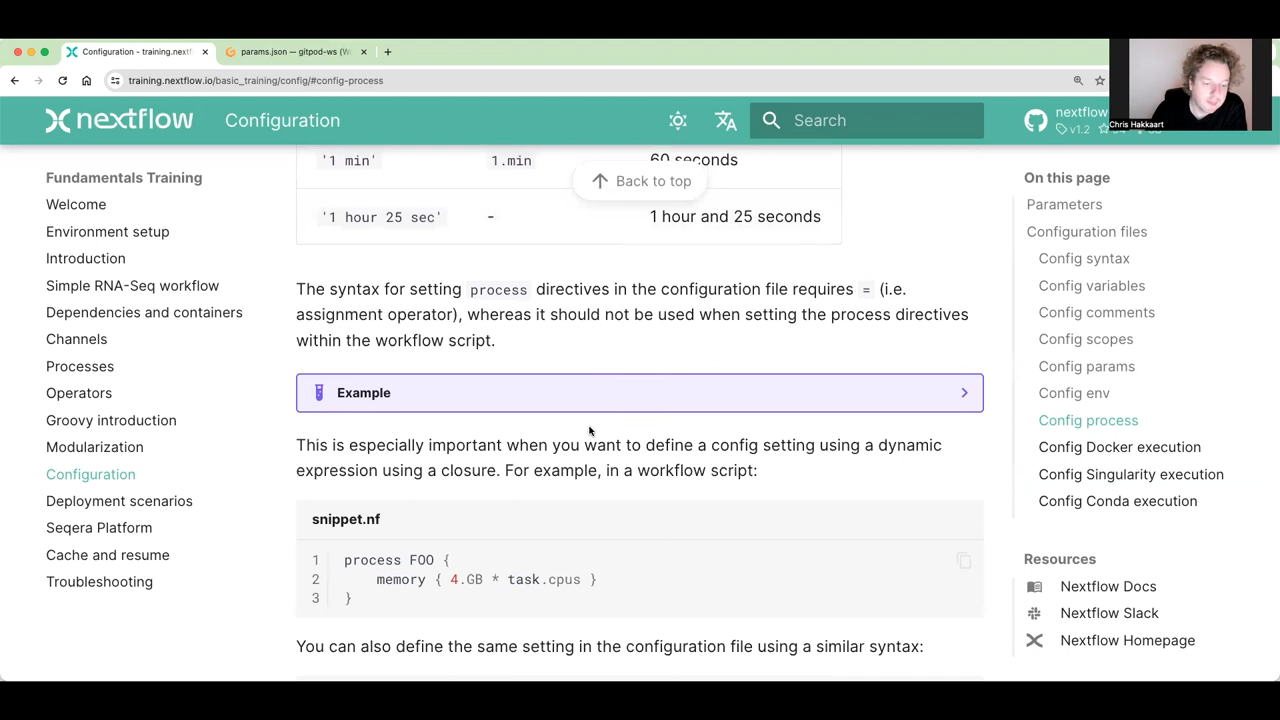 Configuration - training.nextf
params.json — gitpod-ws (W
training.nextflow.io/basic_training/config/#config-process
nextflow
Configuration
Search
nextflow
v1.2
Chris Hakkaart
Fundamentals Training
Welcome
Environment setup
Introduction
Simple RNA-Seq workflow
Dependencies and containers
Channels
Processes
Operators
Groovy introduction
Modularization
Configuration
Deployment scenarios
Seqera Platform
Cache and resume
Troubleshooting
'1 min' 1.min 60 seconds
Back to top
'1 hour 25 sec' - 1 hour and 25 seconds
The syntax for setting process directives in the configuration file requires = (i.e.
assignment operator), whereas it should not be used when setting the process directives
within the workflow script.
Example
This is especially important when you want to define a config setting using a dynamic
expression using a closure. For example, in a workflow script:
snippet.nf
1 process FOO {
2 memory { 4.GB * task.cpus }
3 }
You can also define the same setting in the configuration file using a similar syntax:
On this page
Parameters
Configuration files
Config syntax
Config variables
Config comments
Config scopes
Config params
Config env
Config process
Config Docker execution
Config Singularity execution
Config Conda execution
Resources
Nextflow Docs
Nextflow Slack
Nextflow Homepage